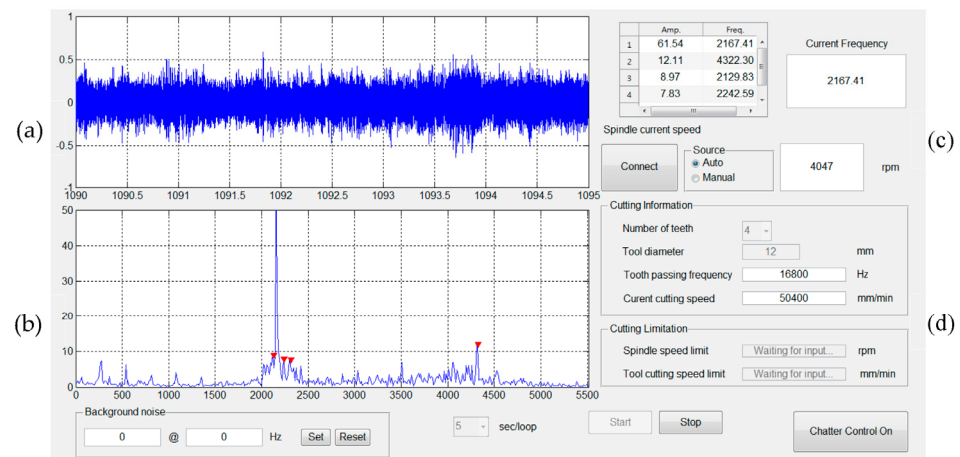 (a)
1
0.5
0
-0.5
-1
1090 1090.5 1091 1091.5 1092 1092.5 1093 1093.5 1094 1094.5 1095
(b)
50
40
30
20
10
0
0 500 1000 1500 2000 2500 3000 3500 4000 4500 5000 5500
Background noise
0 @ 0 Hz Set Reset
5 sec/loop
Start Stop
(c)
Amp. Freq.
1 61.54 2167.41
2 12.11 4322.30
3 8.97 2129.83
4 7.83 2242.59
Current Frequency
2167.41
Spindle current speed
Connect
Source
Auto
Manual
4047 rpm
(d)
Cutting Information
Number of teeth 4
Tool diameter 12 mm
Tooth passing frequency 16800 Hz
Curent cutting speed 50400 mm/min
Cutting Limitation
Spindle speed limit Waiting for input... rpm
Tool cutting speed limit Waiting for input... mm/min
Chatter Control On